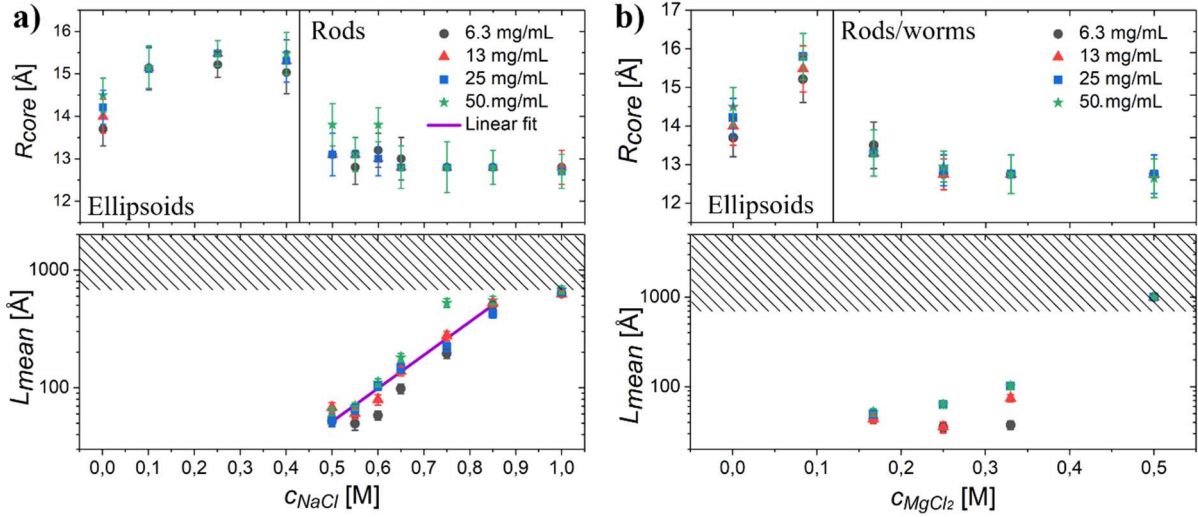 a)
Rods
6.3 mg/mL
13 mg/mL
25 mg/mL
50.mg/mL
Linear fit
Ellipsoids
Rcore [Å]
16
15
14
13
12
Lmean [Å]
1000
100
0,0 0,1 0,2 0,3 0,4 0,5 0,6 0,7 0,8 0,9 1,0
cNaCl [M]
b)
Rods/worms
6.3 mg/mL
13 mg/mL
25 mg/mL
50.mg/mL
Ellipsoids
Rcore [Å]
17
16
15
14
13
12
Lmean [Å]
1000
100
0,0 0,1 0,2 0,3 0,4 0,5
cMgCl₂ [M]